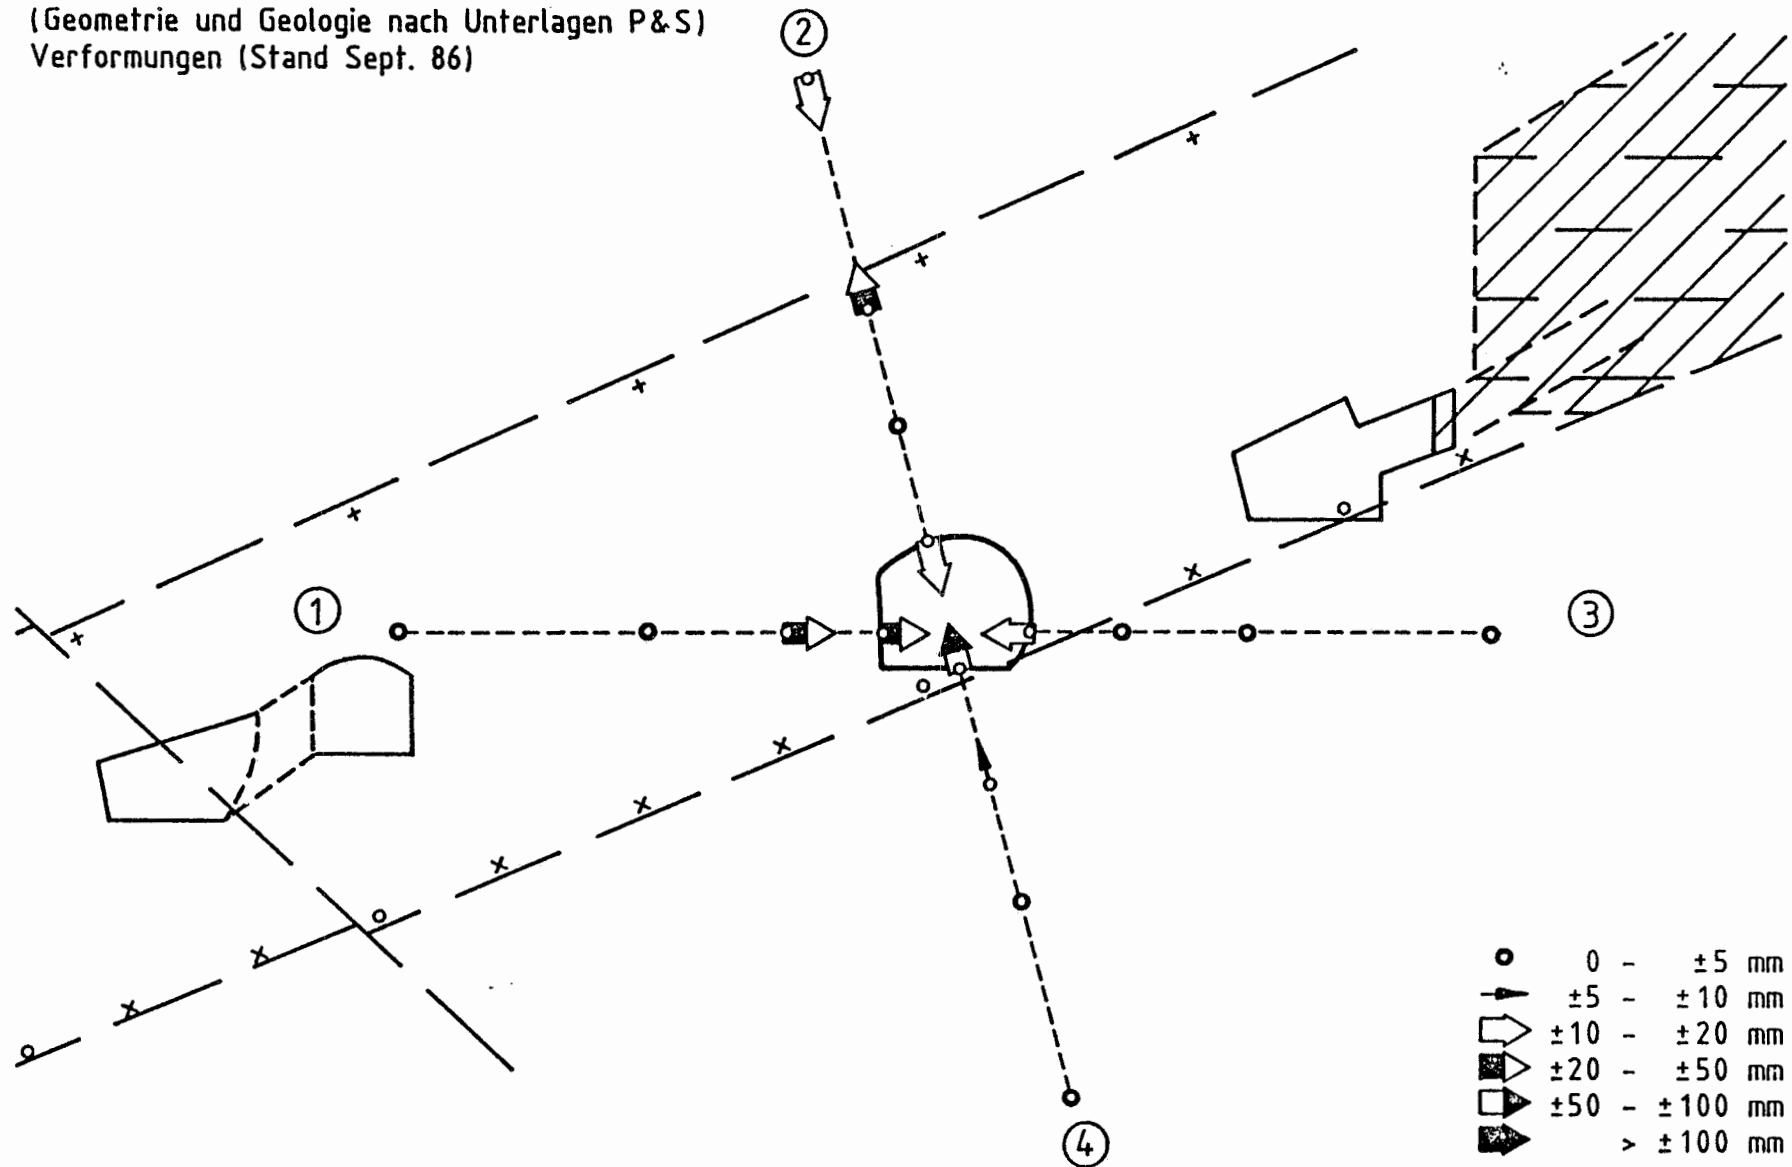 (Geometrie und Geologie nach Unterlagen P&S)
Verformungen (Stand Sept. 86)
2
1
3
4
0 - ±5 mm
±5 - ±10 mm
±10 - ±20 mm
±20 - ±50 mm
±50 - ±100 mm
> ±100 mm